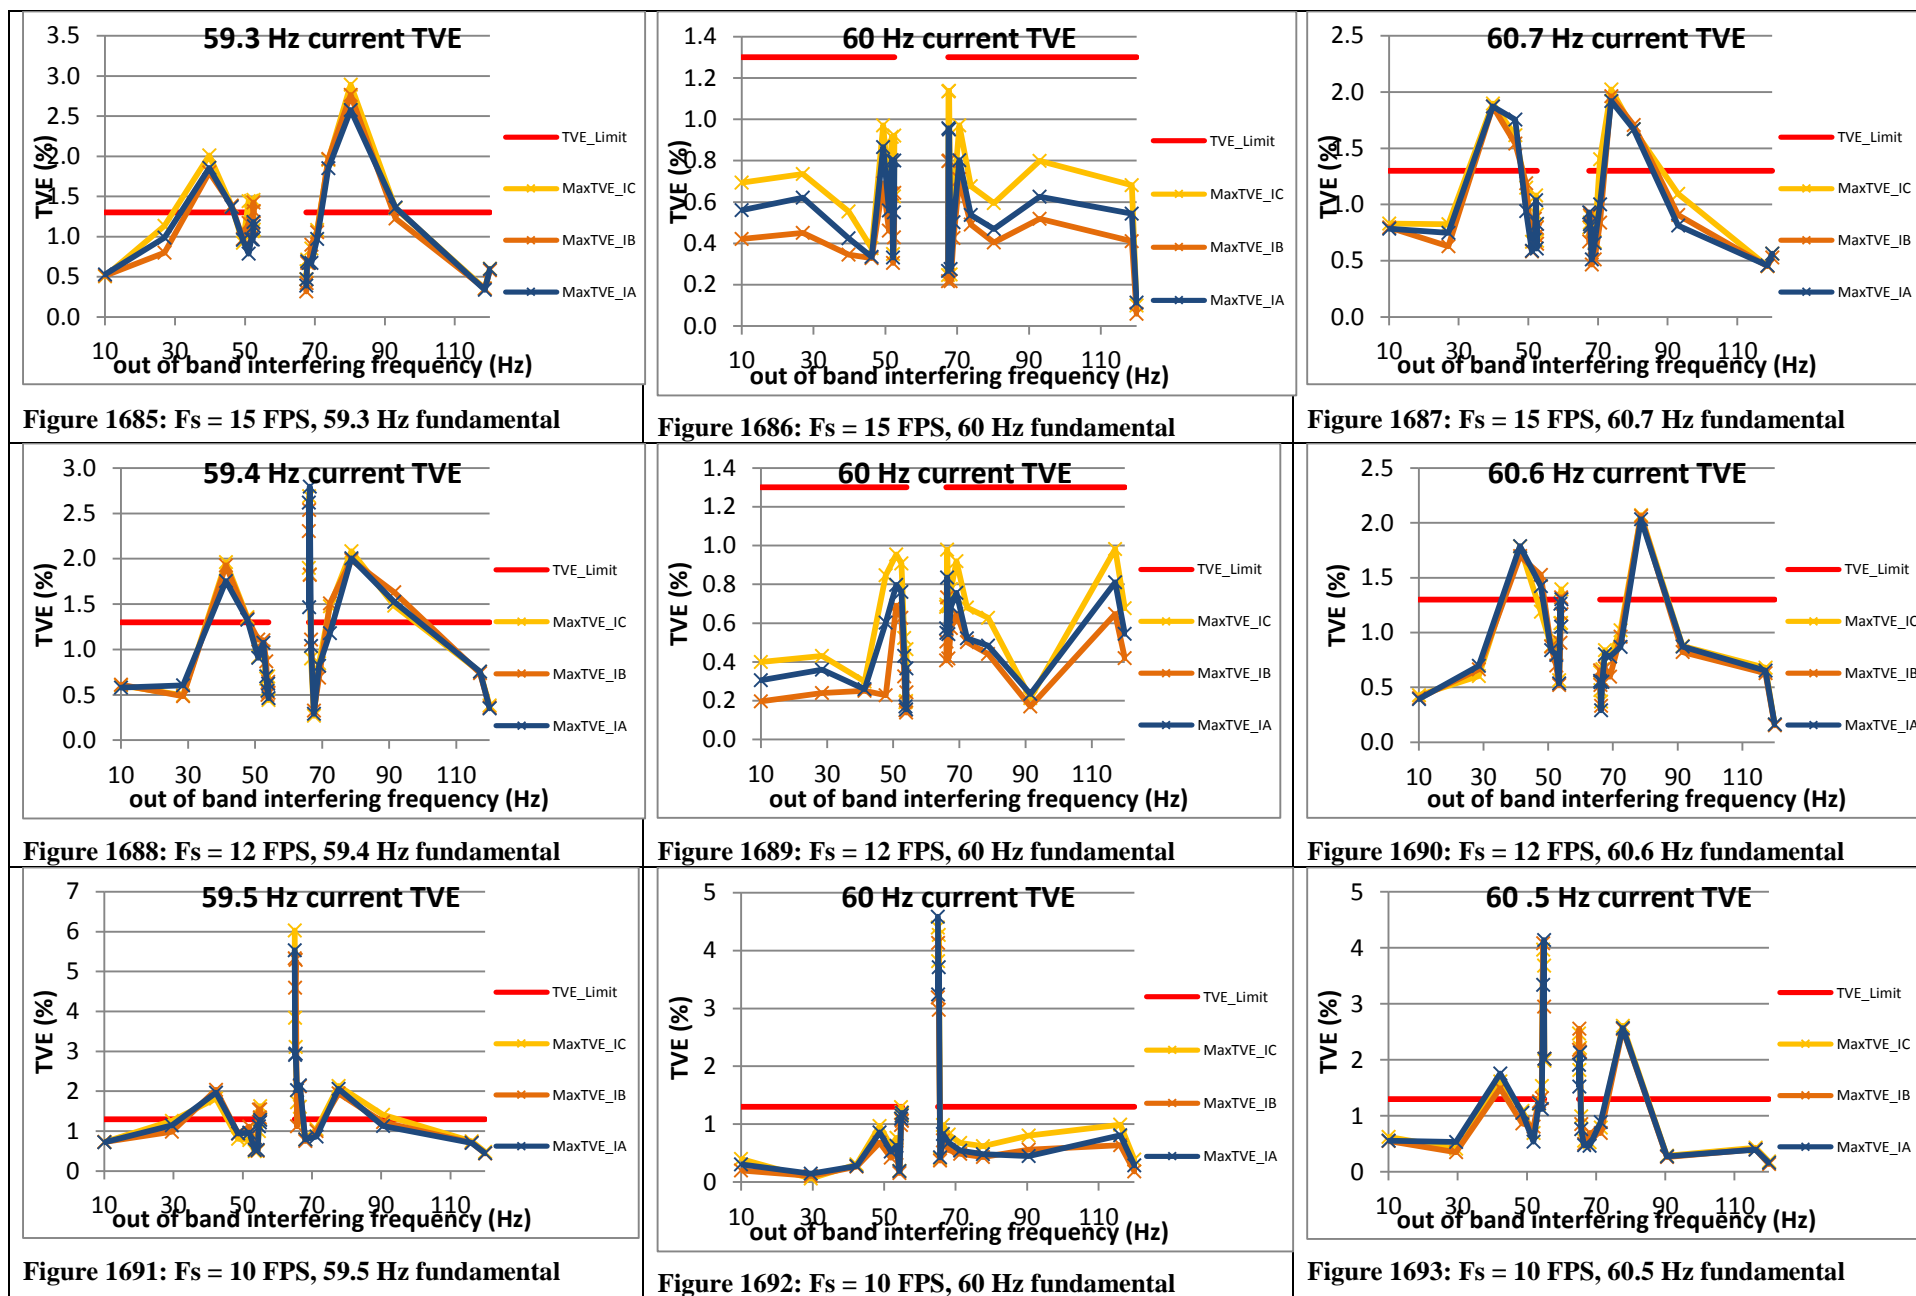 59.3 Hz current TVE
3.5
3.0
2.5
2.0
1.5
1.0
0.5
0.0
TVE (%)
10 30 50 70 90 110
out of band interfering frequency (Hz)
TVE_Limit
MaxTVE_IC
MaxTVE_IB
MaxTVE_IA
Figure 1685: Fs = 15 FPS, 59.3 Hz fundamental
60 Hz current TVE
1.4
1.2
1.0
0.8
0.6
0.4
0.2
0.0
TVE (%)
10 30 50 70 90 110
out of band interfering frequency (Hz)
TVE_Limit
MaxTVE_IC
MaxTVE_IB
MaxTVE_IA
Figure 1686: Fs = 15 FPS, 60 Hz fundamental
60.7 Hz current TVE
2.5
2.0
1.5
1.0
0.5
0.0
TVE (%)
10 30 50 70 90 110
out of band interfering frequency (Hz)
TVE_Limit
MaxTVE_IC
MaxTVE_IB
MaxTVE_IA
Figure 1687: Fs = 15 FPS, 60.7 Hz fundamental
59.4 Hz current TVE
3.0
2.5
2.0
1.5
1.0
0.5
0.0
TVE (%)
10 30 50 70 90 110
out of band interfering frequency (Hz)
TVE_Limit
MaxTVE_IC
MaxTVE_IB
MaxTVE_IA
Figure 1688: Fs = 12 FPS, 59.4 Hz fundamental
60 Hz current TVE
1.4
1.2
1.0
0.8
0.6
0.4
0.2
0.0
TVE (%)
10 30 50 70 90 110
out of band interfering frequency (Hz)
TVE_Limit
MaxTVE_IC
MaxTVE_IB
MaxTVE_IA
Figure 1689: Fs = 12 FPS, 60 Hz fundamental
60.6 Hz current TVE
2.5
2.0
1.5
1.0
0.5
0.0
TVE (%)
10 30 50 70 90 110
out of band interfering frequency (Hz)
TVE_Limit
MaxTVE_IC
MaxTVE_IB
MaxTVE_IA
Figure 1690: Fs = 12 FPS, 60.6 Hz fundamental
59.5 Hz current TVE
7
6
5
4
3
2
1
0
TVE (%)
10 30 50 70 90 110
out of band interfering frequency (Hz)
TVE_Limit
MaxTVE_IC
MaxTVE_IB
MaxTVE_IA
Figure 1691: Fs = 10 FPS, 59.5 Hz fundamental
60 Hz current TVE
5
4
3
2
1
0
TVE (%)
10 30 50 70 90 110
out of band interfering frequency (Hz)
TVE_Limit
MaxTVE_IC
MaxTVE_IB
MaxTVE_IA
Figure 1692: Fs = 10 FPS, 60 Hz fundamental
60 .5 Hz current TVE
5
4
3
2
1
0
TVE (%)
10 30 50 70 90 110
out of band interfering frequency (Hz)
TVE_Limit
MaxTVE_IC
MaxTVE_IB
MaxTVE_IA
Figure 1693: Fs = 10 FPS, 60.5 Hz fundamental